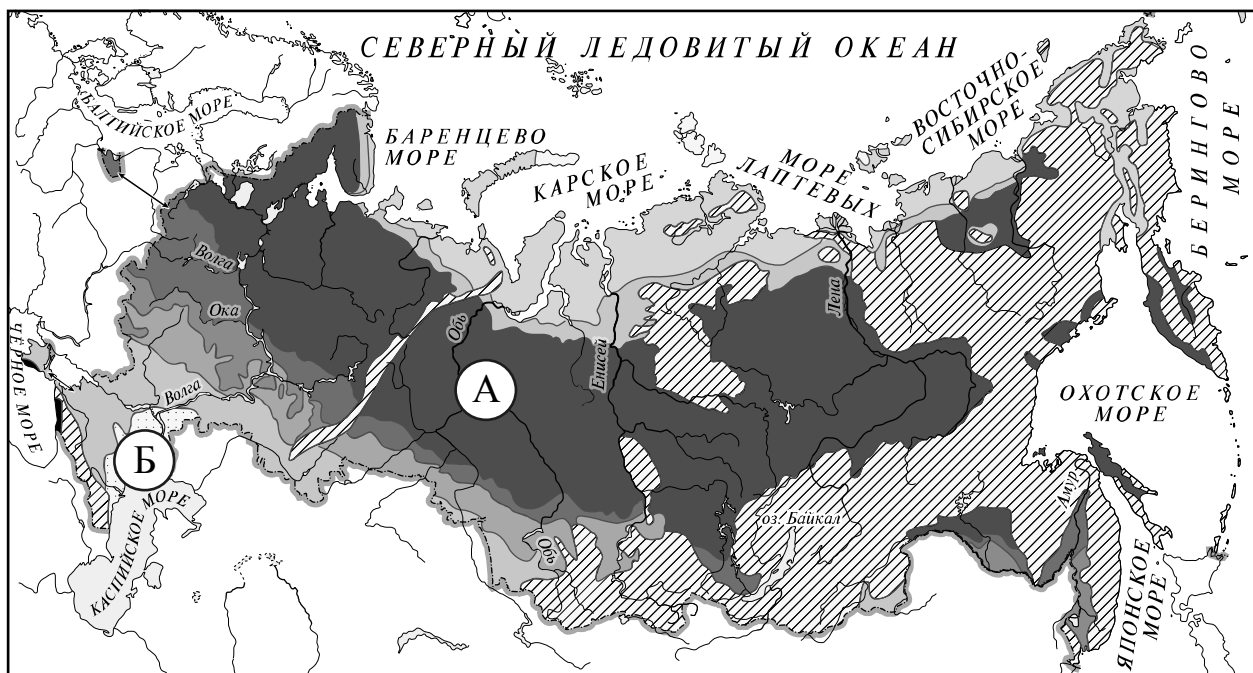 СЕВЕРНЫЙ ЛЕДОВИТЫЙ ОКЕАН
БАЛТИЙСКОЕ МОРЕ
БАРЕНЦЕВО
МОРЕ
КАРСКОЕ
МОРЕ
МОРЕ
ЛАПТЕВЫХ
ВОСТОЧНО-
СИБИРСКОЕ
МОРЕ
БЕРИНГОВО
МОРЕ
Волга
Ока
Обь
Енисей
Лена
А
ЧЕРНОЕ МОРЕ
Волга
Б
ОХОТСКОЕ
МОРЕ
Амур
оз. Байкал
Обь
КАСПИЙСКОЕ МОРЕ
ЯПОНСКОЕ
МОРЕ